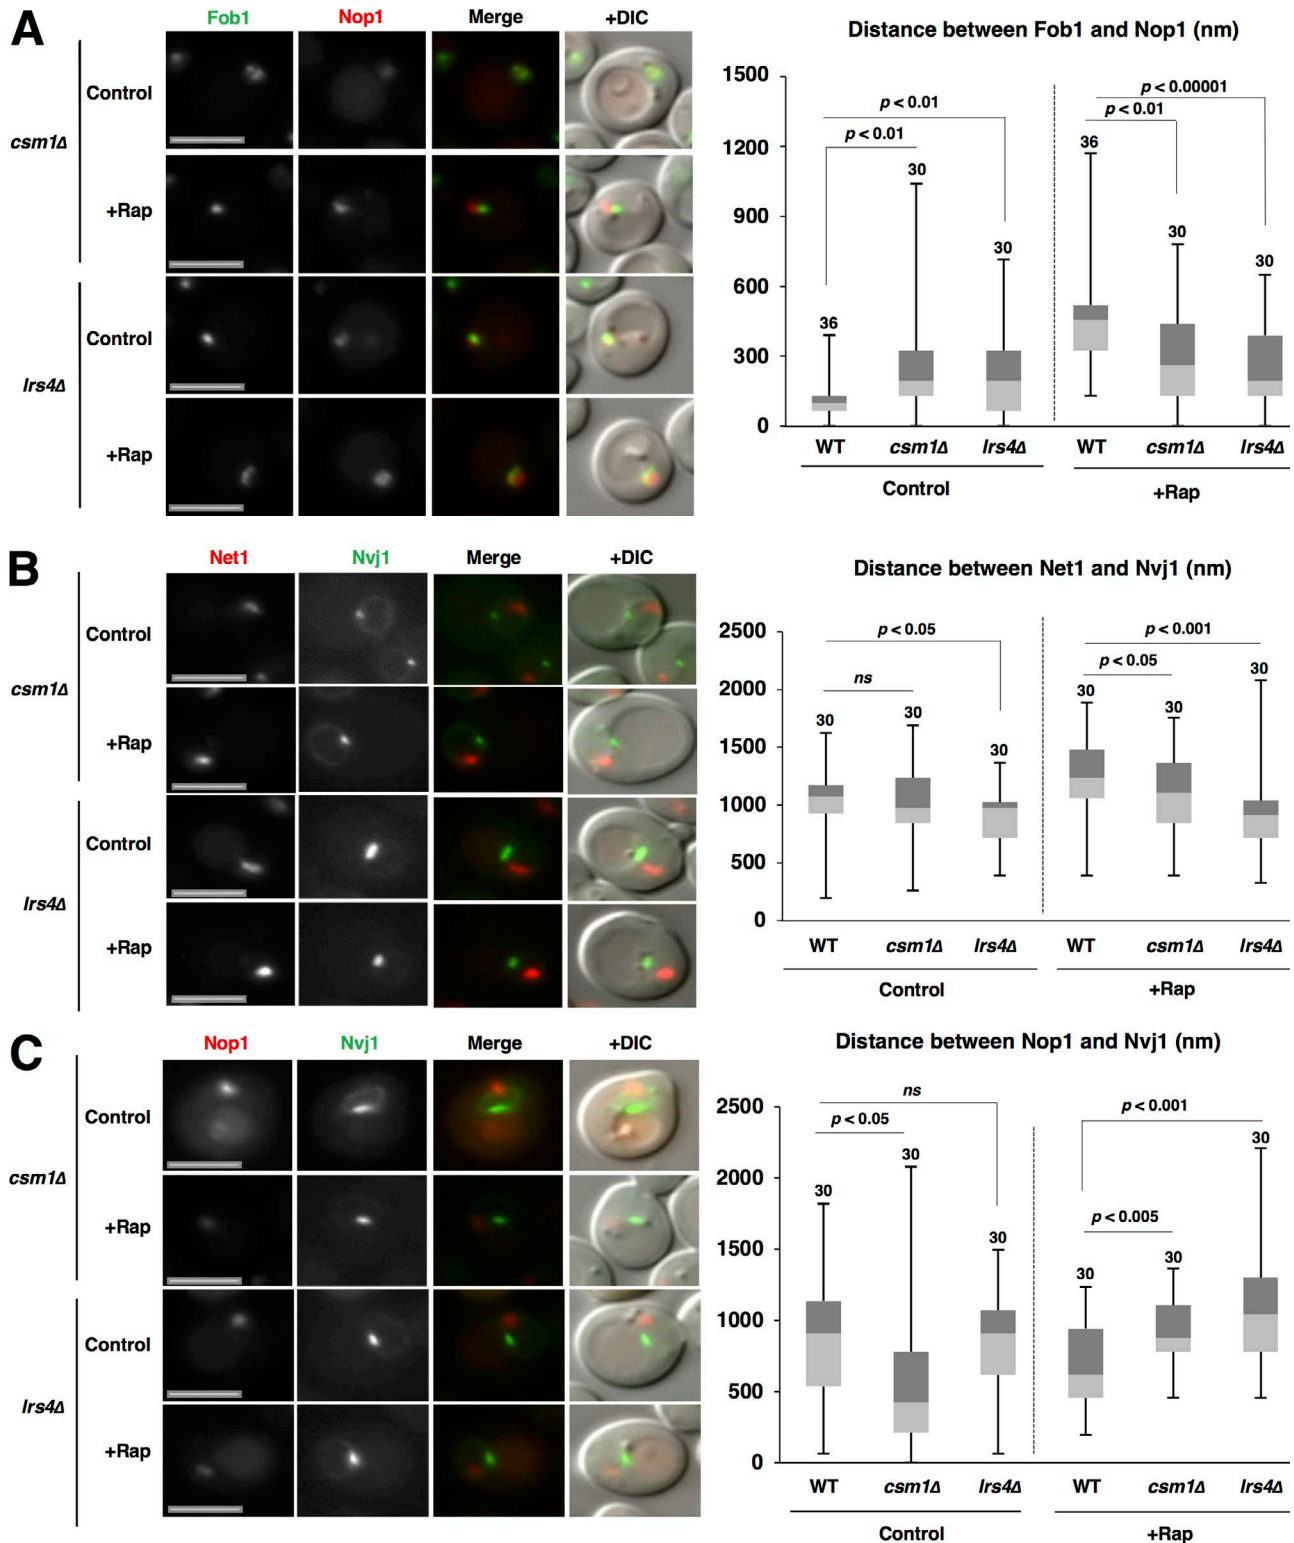 A
Fob1 Nop1 Merge +DIC
csm1Δ
Control
+Rap
lrs4Δ
Control
+Rap
Distance between Fob1 and Nop1 (nm)
1500
1200
900
600
300
0
p < 0.01
p < 0.01
p < 0.00001
p < 0.01
36
30
30
36
30
30
WT csm1Δ lrs4Δ WT csm1Δ lrs4Δ
Control +Rap
B
Net1 Nvj1 Merge +DIC
csm1Δ
Control
+Rap
lrs4Δ
Control
+Rap
Distance between Net1 and Nvj1 (nm)
2500
2000
1500
1000
500
0
p < 0.05
ns
p < 0.001
p < 0.05
30
30
30
30
30
30
WT csm1Δ lrs4Δ WT csm1Δ lrs4Δ
Control +Rap
C
Nop1 Nvj1 Merge +DIC
csm1Δ
Control
+Rap
lrs4Δ
Control
+Rap
Distance between Nop1 and Nvj1 (nm)
2500
2000
1500
1000
500
0
ns
p < 0.05
p < 0.001
p < 0.005
30
30
30
30
30
30
WT csm1Δ lrs4Δ WT csm1Δ lrs4Δ
Control +Rap